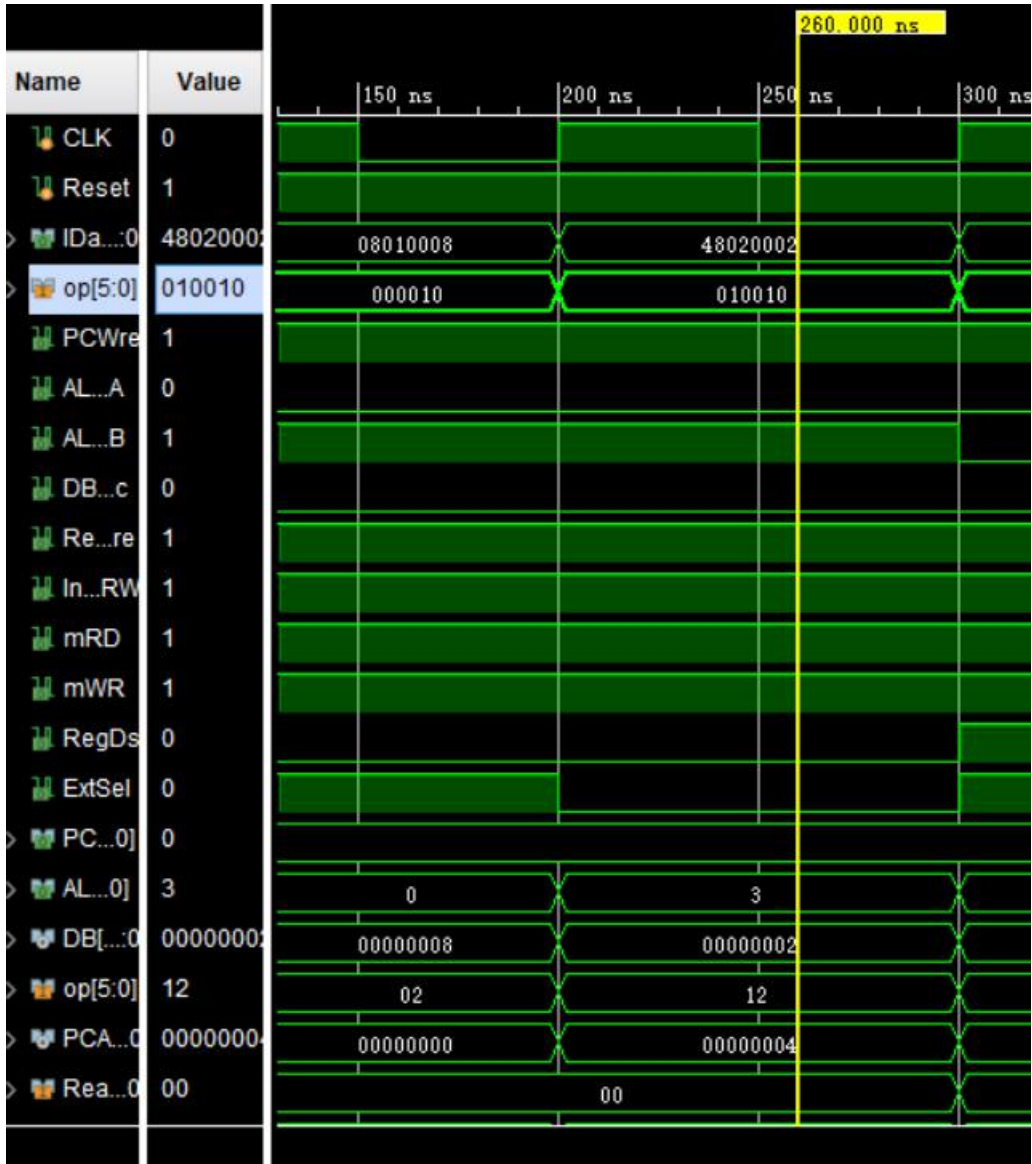 260.000 ns
Name Value
150 ns 200 ns 250 ns 300 ns
CLK 0
Reset 1
IDa...:0 48020002 08010008 48020002
op[5:0] 010010 000010 010010
PCWre 1
AL...A 0
AL...B 1
DB...c 0
Re...re 1
In...RW 1
mRD 1
mWR 1
RegDs 0
ExtSel 0
PC...0] 0
AL...0] 3 0 3
DB[...:0 00000002 00000008 00000002
op[5:0] 12 02 12
PCA...0 00000004 00000000 00000004
Rea...0 00 00